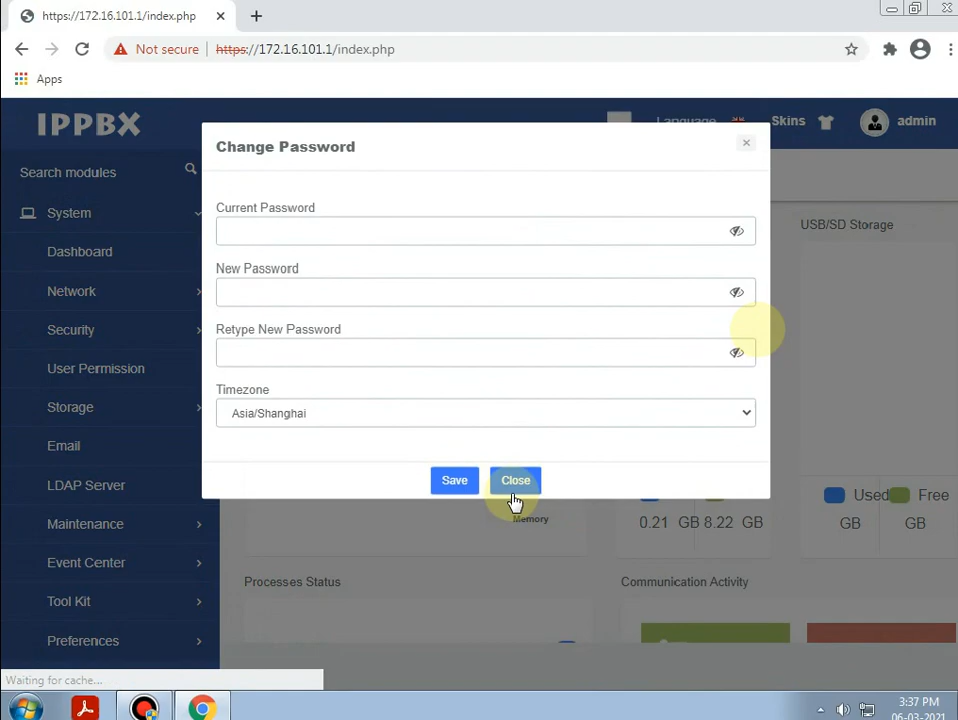 https://172.16.101.1/index.php
Not secure
https://172.16.101.1/index.php
Apps
IPPBX
Language
Skins
admin
Search modules
System
Dashboard
Network
Security
User Permission
Storage
Email
LDAP Server
Maintenance
Event Center
Tool Kit
Preferences
Change Password
Current Password
New Password
Retype New Password
Timezone
Asia/Shanghai
Save
Close
USB/SD Storage
Memory
0.21 GB 8.22 GB
Used Free
GB GB
Processes Status
Communication Activity
Waiting for cache...
3:37 PM
06-03-2021